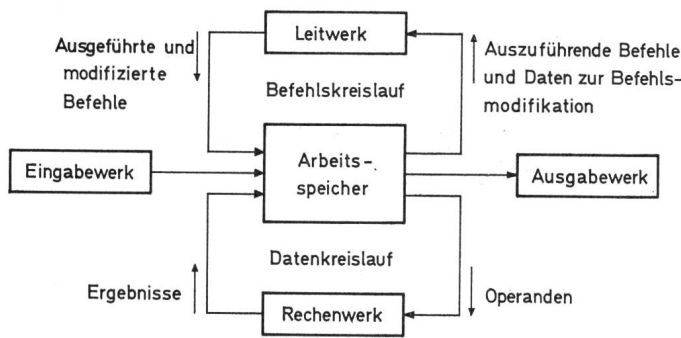 Leitwerk
Ausgeführte und
modifizierte
Befehle
Auszuführende Befehle
und Daten zur Befehls-
modifikation
Befehlskreislauf
Eingabewerk
Arbeits-
speicher
Ausgabewerk
Datenkreislauf
Ergebnisse
Operanden
Rechenwerk